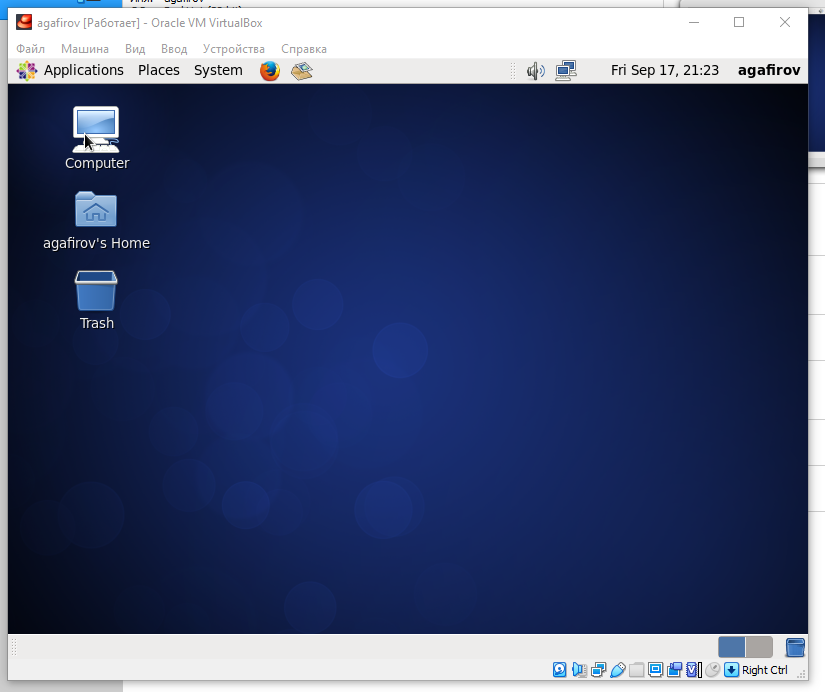 agafirov [Работает] - Oracle VM VirtualBox
Файл Машина Вид Ввод Устройства Справка
Applications Places System Fri Sep 17, 21:23 agafirov
Computer
agafirov's Home
Trash
Right Ctrl